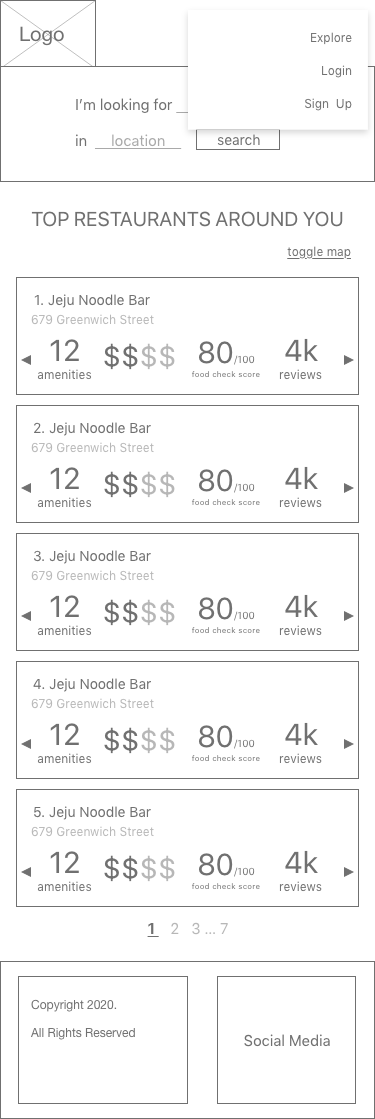 Logo
Explore
Login
Sign Up
I'm looking for
in location search
TOP RESTAURANTS AROUND YOU
toggle map
1. Jeju Noodle Bar
679 Greenwich Street
12 $$$$ 80/100 4k
amenities food check score reviews
2. Jeju Noodle Bar
679 Greenwich Street
12 $$$$ 80/100 4k
amenities food check score reviews
3. Jeju Noodle Bar
679 Greenwich Street
12 $$$$ 80/100 4k
amenities food check score reviews
4. Jeju Noodle Bar
679 Greenwich Street
12 $$$$ 80/100 4k
amenities food check score reviews
5. Jeju Noodle Bar
679 Greenwich Street
12 $$$$ 80/100 4k
amenities food check score reviews
1 2 3 ... 7
Copyright 2020.
All Rights Reserved
Social Media